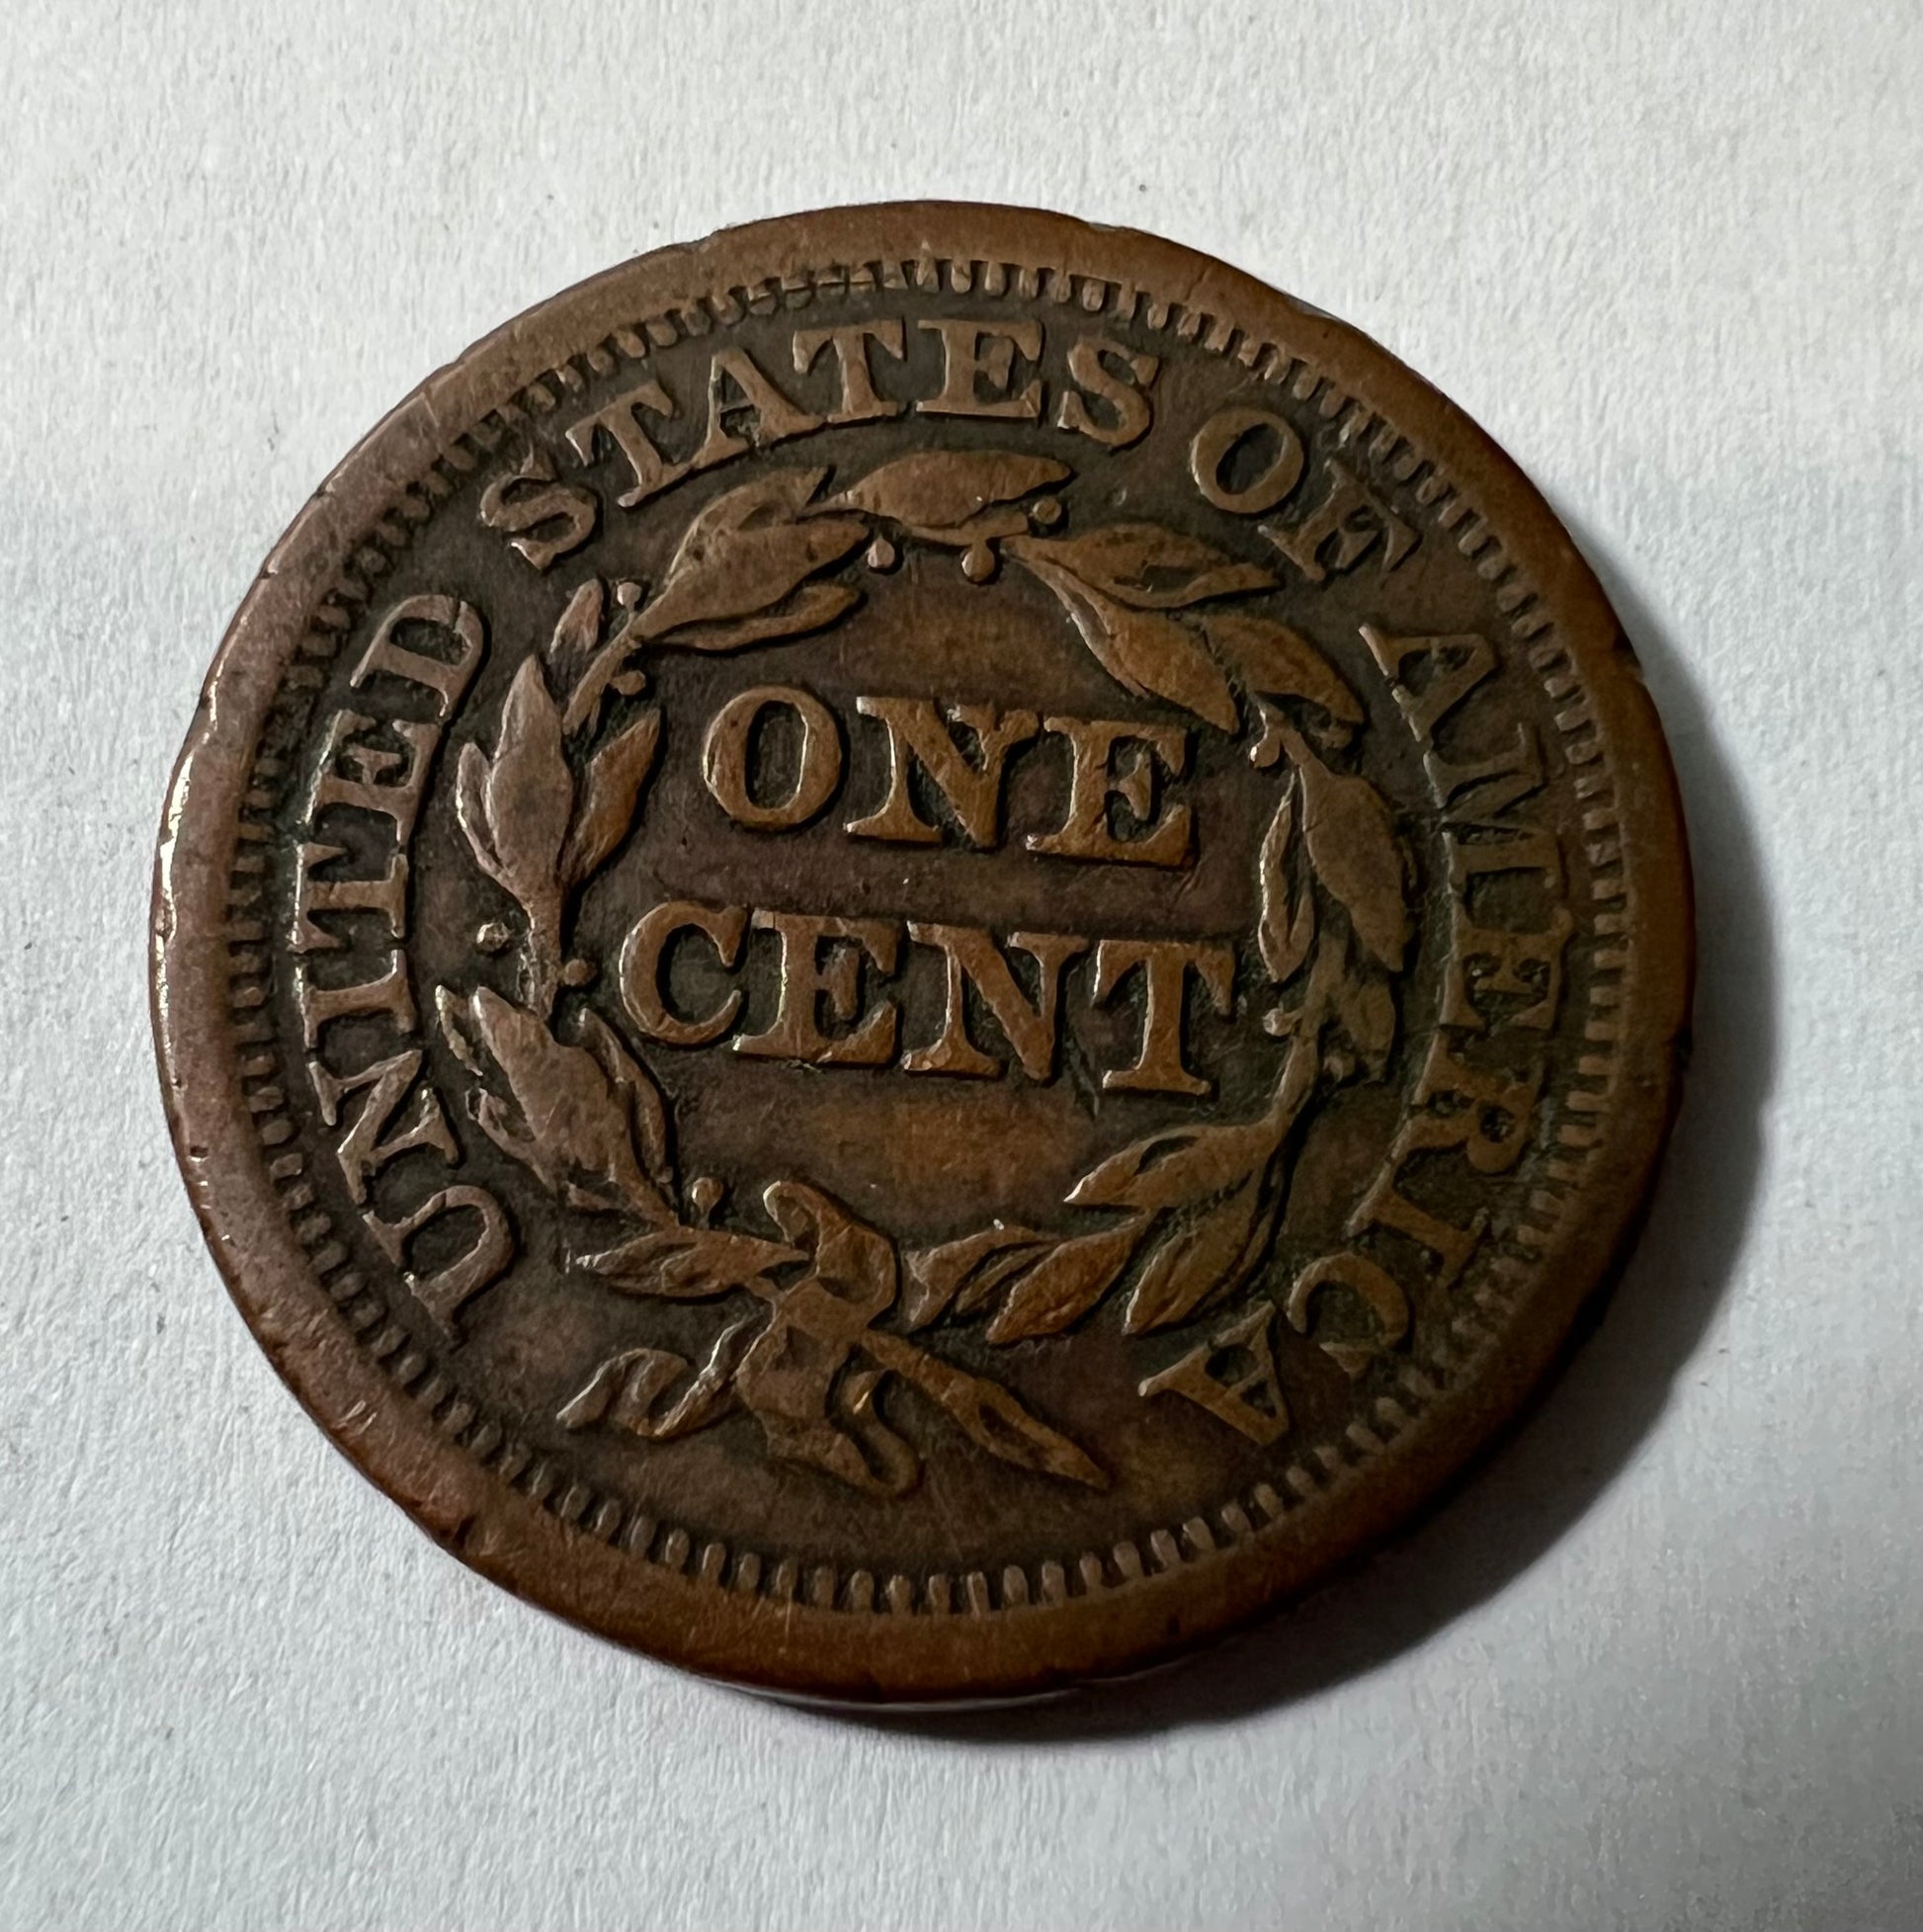 UNITED STATES OF AMERICA
ONE
CENT